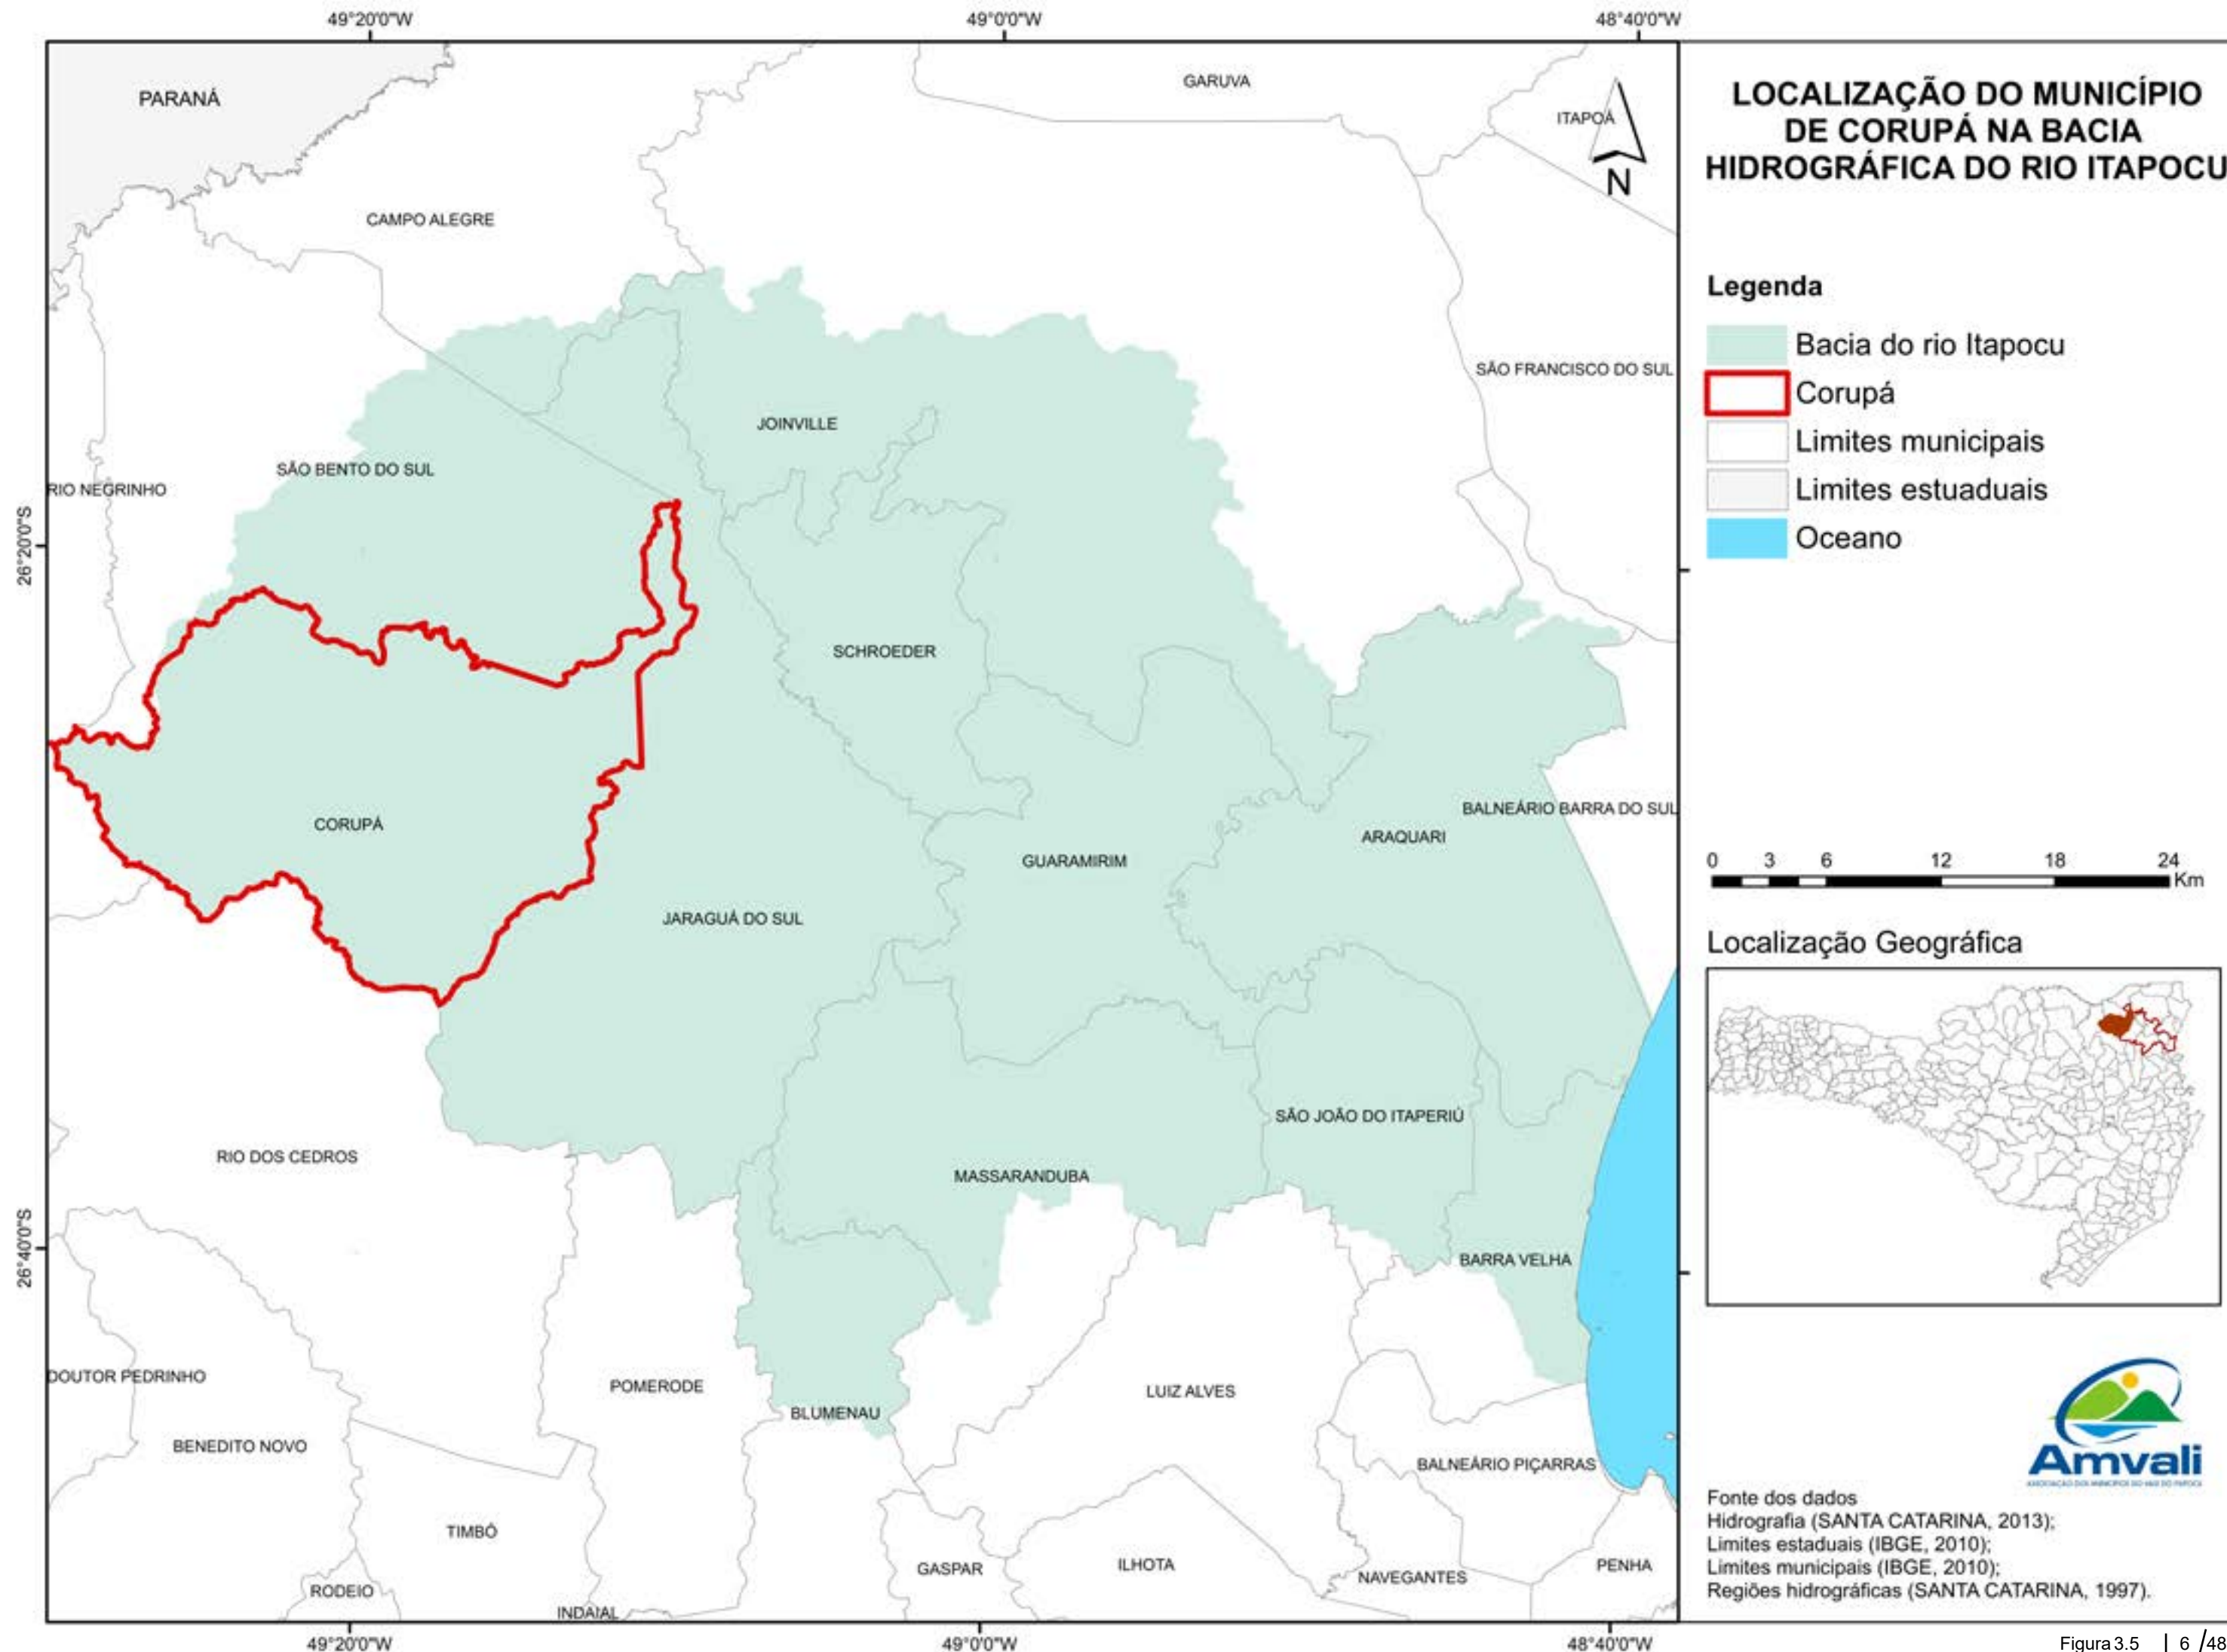 49°20'0"W
49°0'0"W
48°40'0"W
PARANÁ
GARUVA
ITAPOÁ
N
CAMPO ALEGRE
SÃO FRANCISCO DO SUL
JOINVILLE
SÃO BENTO DO SUL
RIO NEGRINHO
26°20'0"S
SCHROEDER
BALNEÁRIO BARRA DO SUL
CORUPÁ
ARAQUARI
GUARAMIRIM
JARAGUÁ DO SUL
SÃO JOÃO DO ITAPERIÚ
RIO DOS CEDROS
MASSARANDUBA
26°40'0"S
BARRA VELHA
DOUTOR PEDRINHO
POMERODE
LUIZ ALVES
BLUMENAU
BENEDITO NOVO
BALNEÁRIO PIÇARRAS
TIMBÓ
GASPAR
ILHOTA
NAVEGANTES
PENHA
RODEIO
INDAIAL
49°20'0"W
49°0'0"W
48°40'0"W
LOCALIZAÇÃO DO MUNICÍPIO
DE CORUPÁ NA BACIA
HIDROGRÁFICA DO RIO ITAPOCU
Legenda
Bacia do rio Itapocu
Corupá
Limites municipais
Limites estuaduais
Oceano
0 3 6 12 18 24
Km
Localização Geográfica
Amvali
ASSOCIAÇÃO DOS MUNICÍPIOS DO VALE DO ITAPOCU
Fonte dos dados
Hidrografia (SANTA CATARINA, 2013);
Limites estaduais (IBGE, 2010);
Limites municipais (IBGE, 2010);
Regiões hidrográficas (SANTA CATARINA, 1997).
Figura 3.5 | 6 /48